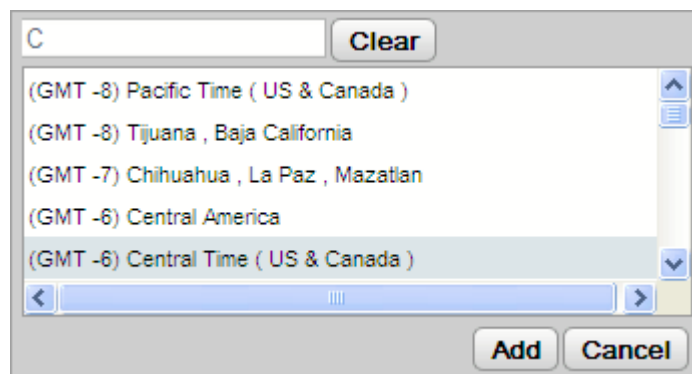 C Clear
(GMT -8) Pacific Time ( US & Canada )
(GMT -8) Tijuana , Baja California
(GMT -7) Chihuahua , La Paz , Mazatlan
(GMT -6) Central America
(GMT -6) Central Time ( US & Canada )
Add Cancel